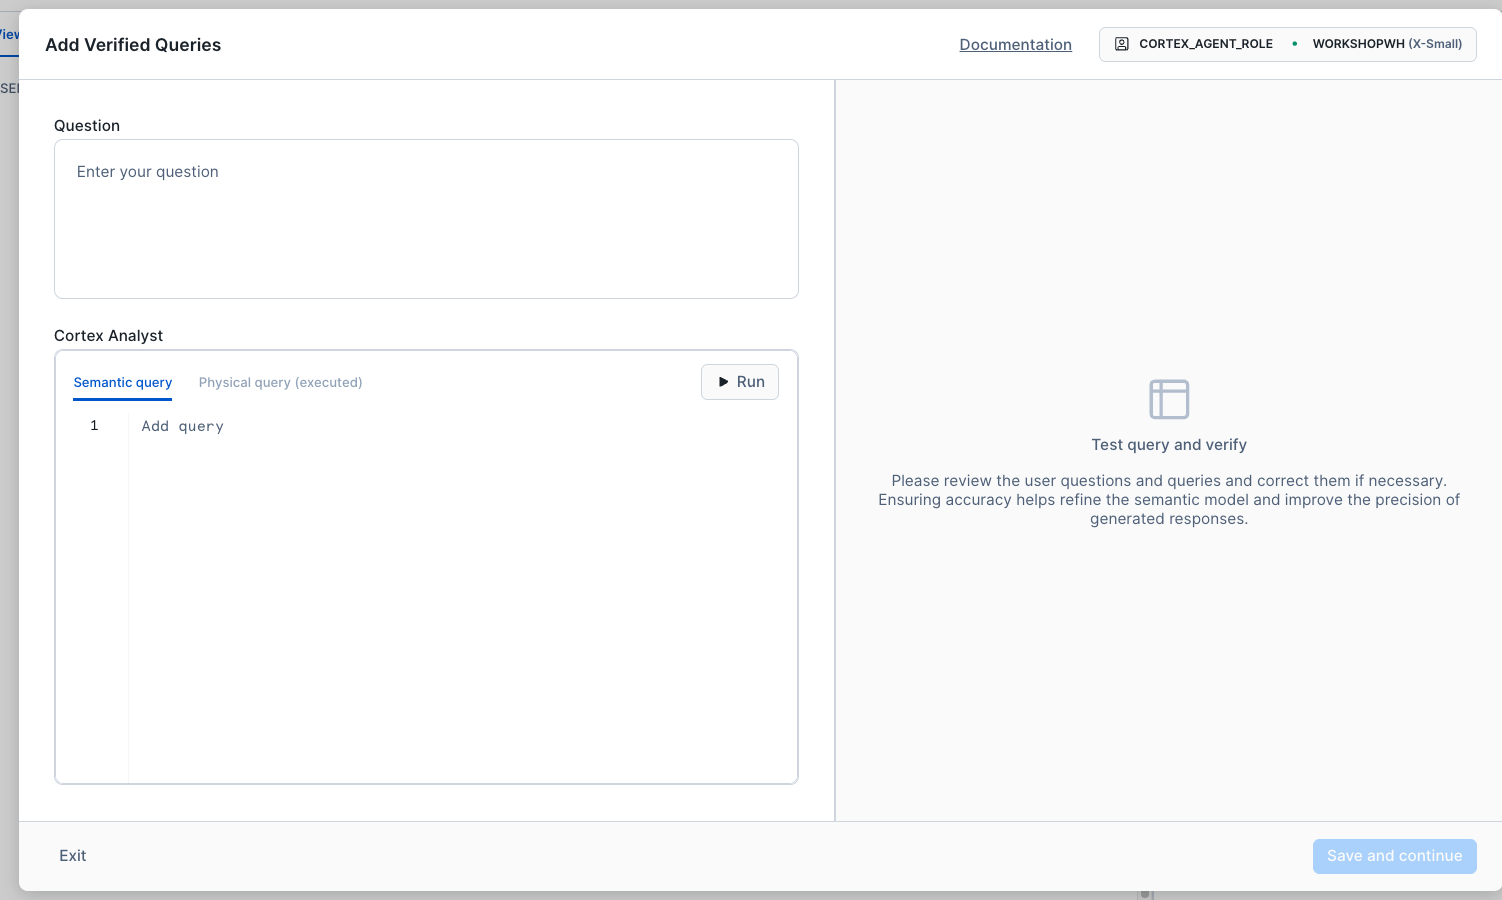 View
Add Verified Queries
Documentation
CORTEX_AGENT_ROLE • WORKSHOPWH (X-Small)
Question
Enter your question
Cortex Analyst
Semantic query
Physical query (executed)
Run
1
Add query
Test query and verify
Please review the user questions and queries and correct them if necessary.
Ensuring accuracy helps refine the semantic model and improve the precision of
generated responses.
Exit
Save and continue